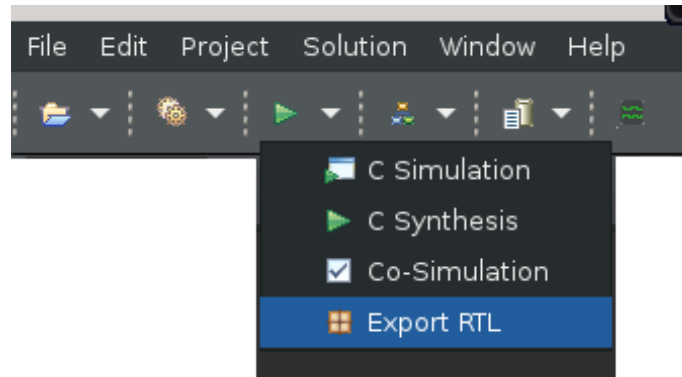 File Edit Project Solution Window Help
C Simulation
C Synthesis
Co-Simulation
Export RTL